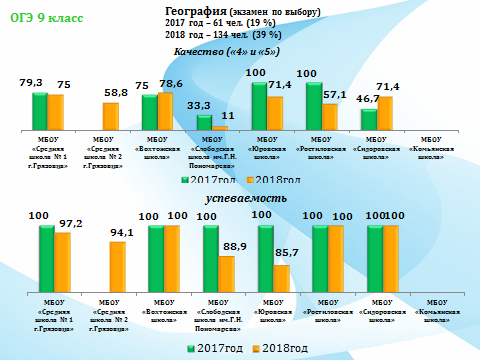 ОГЭ 9 класс
География (экзамен по выбору)
2017 год – 61 чел. (19 %)
2018 год – 134 чел. (39 %)
Качество («4» и «5»)
79,3 75 58,8 75 78,6 33,3 11 100 71,4 100 57,1 46,7 71,4
МБОУ «Средняя школа № 1 г.Грязовца»
МБОУ «Средняя школа № 2 г.Грязовца»
МБОУ «Вохтожская школа»
МБОУ «Слободская школа им.Г.Н. Пономарева»
МБОУ «Юровская школа»
МБОУ «Ростиловская школа»
МБОУ «Сидоровская школа»
МБОУ «Комьянская школа»
2017год 2018год
успеваемость
100 97,2 94,1 100 100 100 88,9 100 85,7 100 100 100 100
МБОУ «Средняя школа № 1 г.Грязовца»
МБОУ «Средняя школа № 2 г.Грязовца»
МБОУ «Вохтожская школа»
МБОУ «Слободская школа им.Г.Н. Пономарева»
МБОУ «Юровская школа»
МБОУ «Ростиловская школа»
МБОУ «Сидоровская школа»
МБОУ «Комьянская школа»
2017год 2018год